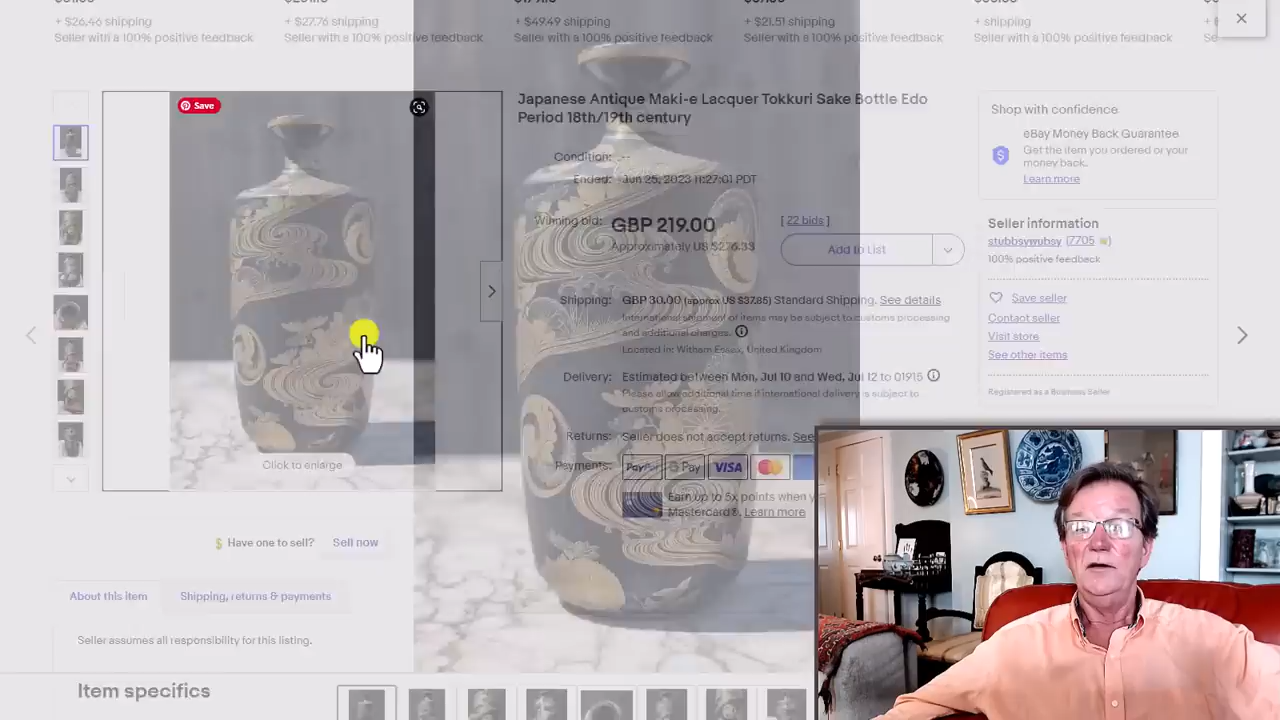 + $26.46 shipping
Seller with a 100% positive feedback
+ $27.76 shipping
Seller with a 100% positive feedback
+ $49.49 shipping
Seller with a 100% positive feedback
+ $21.51 shipping
Seller with a 100% positive feedback
+ shipping
Seller with a 100% positive feedback
Save
Japanese Antique Maki-e Lacquer Tokkuri Sake Bottle Edo
Period 18th/19th century
Condition: --
Ended: Jun 25, 2023 11:27:01 PDT
Winning bid: GBP 219.00 [ 22 bids ]
Approximately US $276.33
Add to List
Shipping: GBP 30.00 (approx US $37.85) Standard Shipping. See details
International shipment of items may be subject to customs processing
and additional charges.
Located in: Witham Essex, United Kingdom
Delivery: Estimated between Mon, Jul 10 and Wed, Jul 12 to 01915
Please allow additional time if international delivery is subject to
customs processing.
Returns: Seller does not accept returns. See
Payments: PayPal G Pay VISA
Earn up to 5x points when
Mastercard®. Learn more
Shop with confidence
eBay Money Back Guarantee
Get the item you ordered or your
money back.
Learn more
Seller information
stubbsywubsy (7705)
100% positive feedback
Save seller
Contact seller
Visit store
See other items
Registered as a Business Seller
Click to enlarge
Have one to sell? Sell now
About this item
Shipping, returns & payments
Seller assumes all responsibility for this listing.
Item specifics